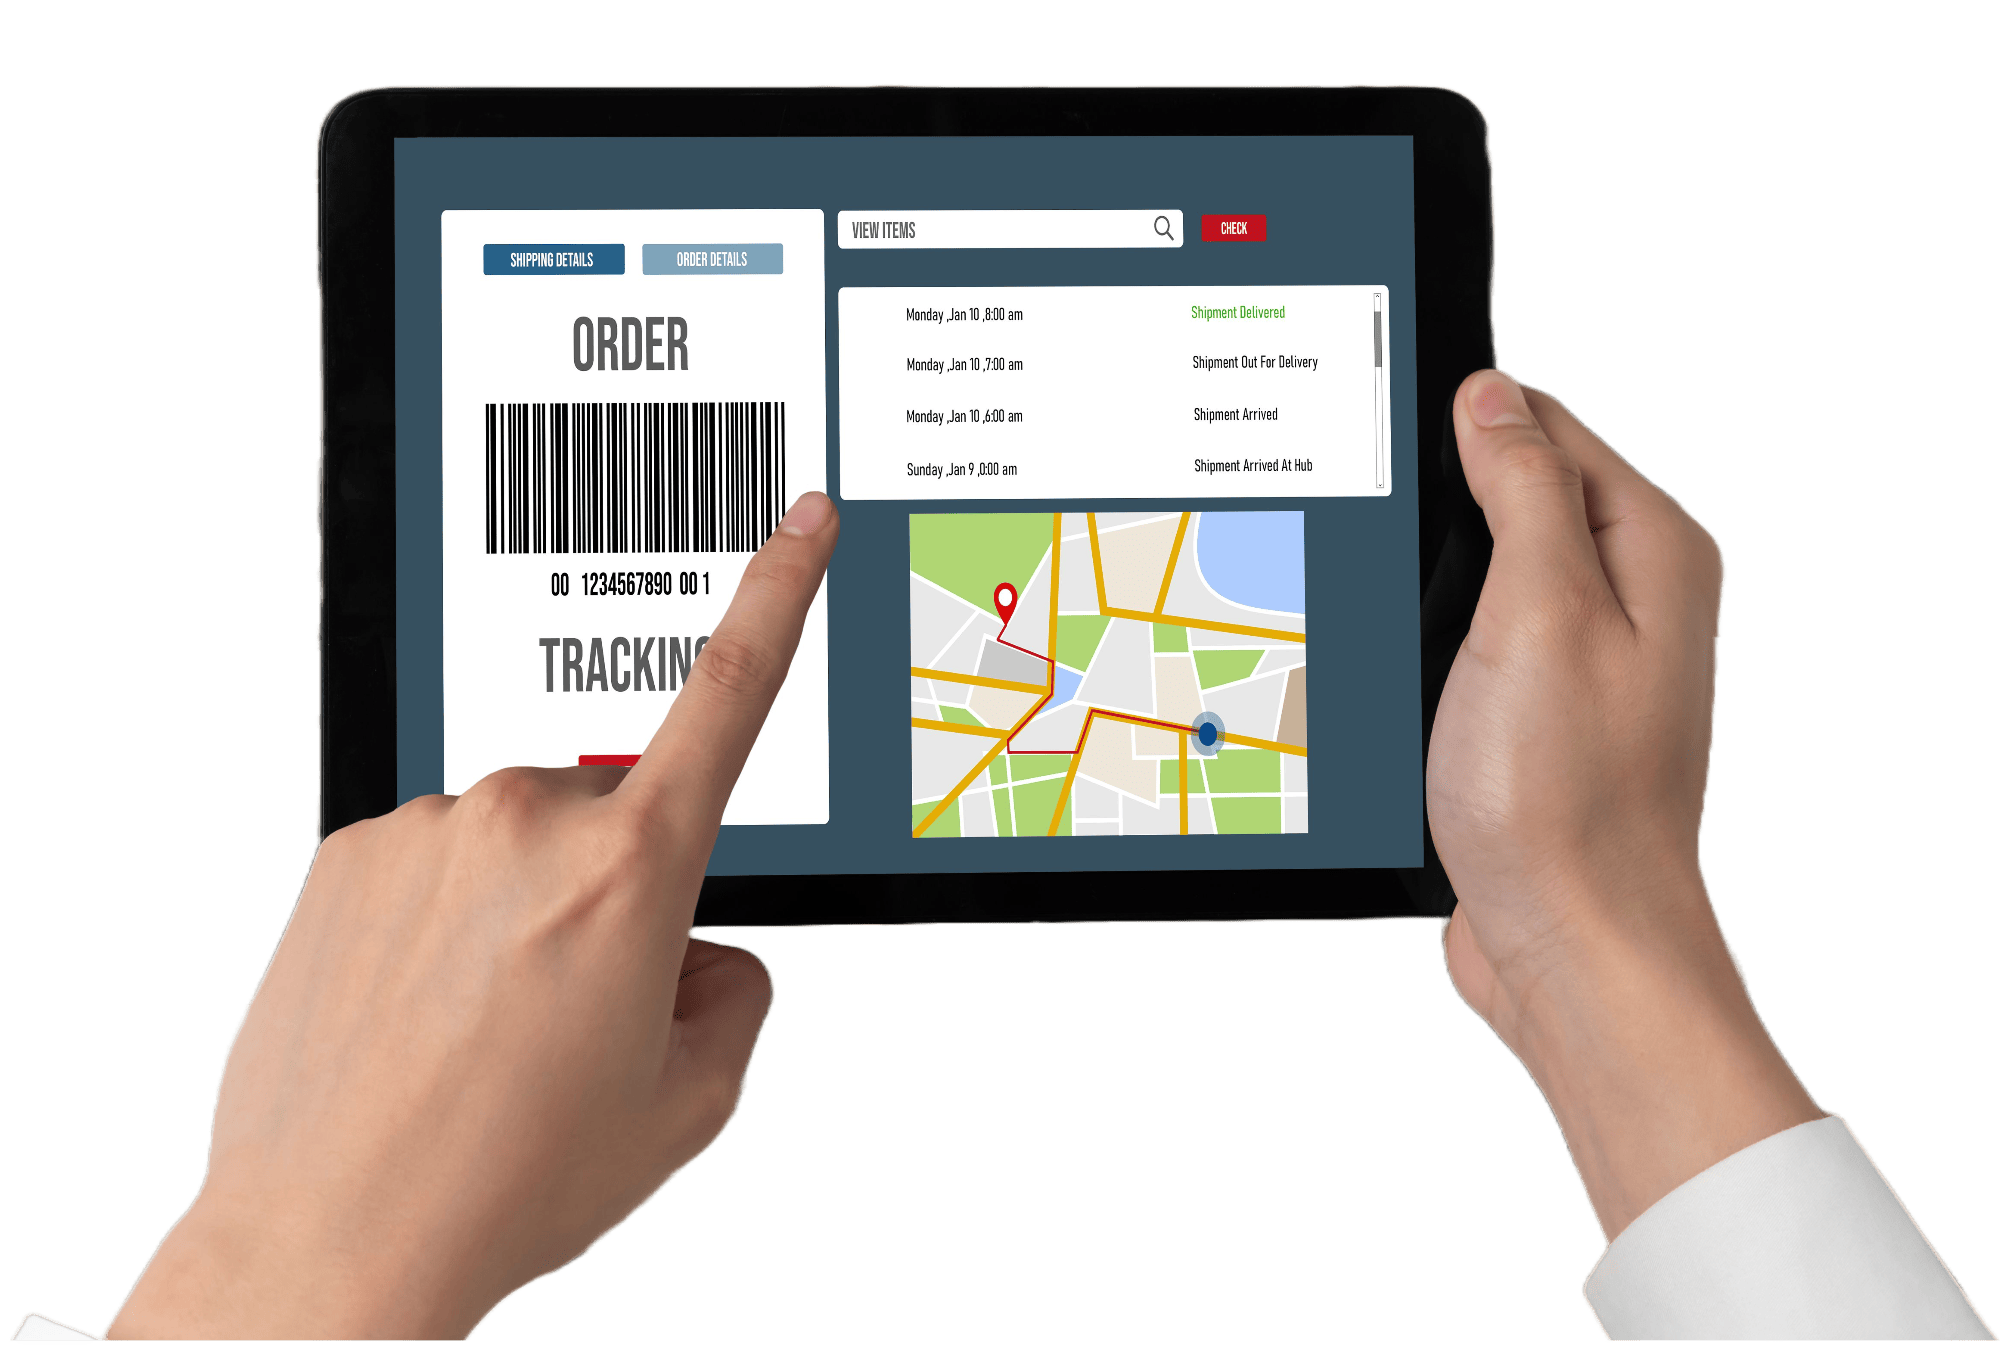 SHIPPING DETAILS
ORDER DETAILS
ORDER
00 1234567890 00 1
VIEW ITEMS
CHECK
Monday ,Jan 10 ,8:00 am Shipment Delivered
Monday ,Jan 10 ,7:00 am Shipment Out For Delivery
Monday ,Jan 10 ,6:00 am Shipment Arrived
Sunday ,Jan 9 ,0:00 am Shipment Arrived At Hub